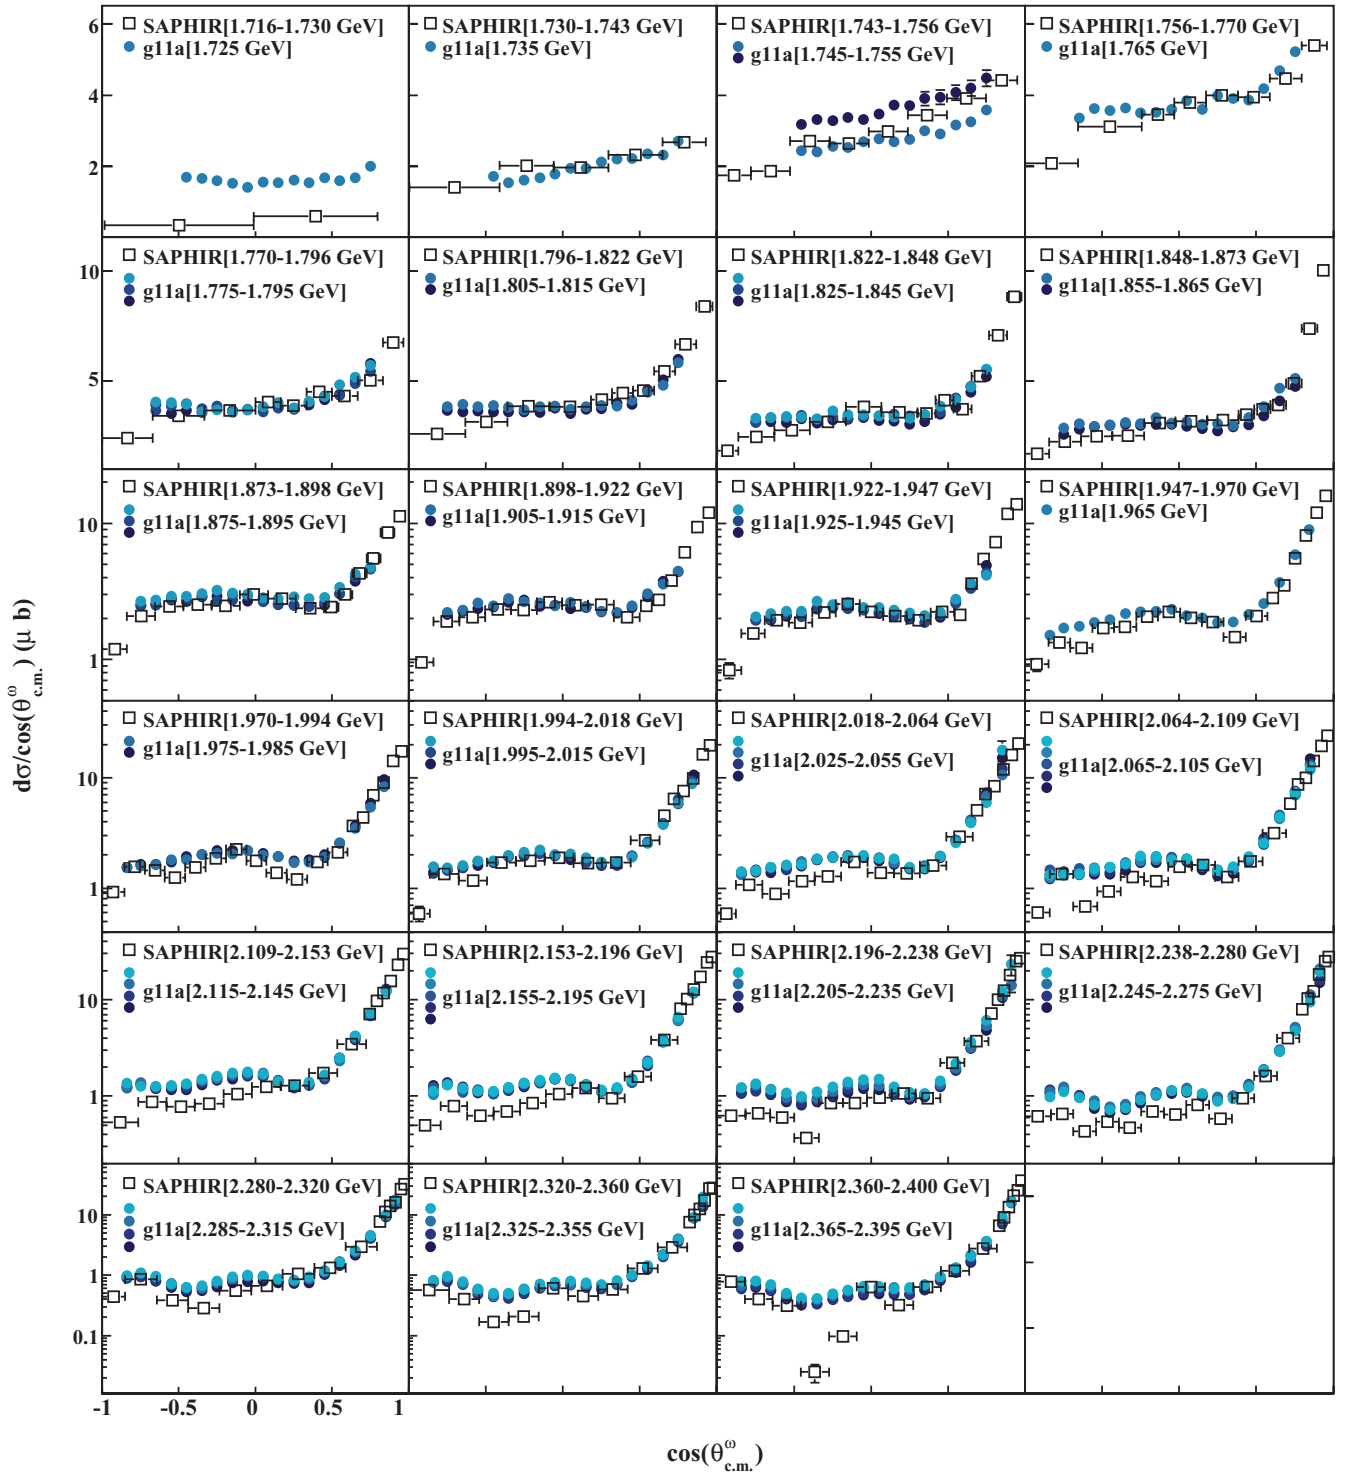 6
4
2
SAPHIR[1.716-1.730 GeV]
g11a[1.725 GeV]
SAPHIR[1.730-1.743 GeV]
g11a[1.735 GeV]
SAPHIR[1.743-1.756 GeV]
g11a[1.745-1.755 GeV]
SAPHIR[1.756-1.770 GeV]
g11a[1.765 GeV]
10
5
SAPHIR[1.770-1.796 GeV]
g11a[1.775-1.795 GeV]
SAPHIR[1.796-1.822 GeV]
g11a[1.805-1.815 GeV]
SAPHIR[1.822-1.848 GeV]
g11a[1.825-1.845 GeV]
SAPHIR[1.848-1.873 GeV]
g11a[1.855-1.865 GeV]
10
1
SAPHIR[1.873-1.898 GeV]
g11a[1.875-1.895 GeV]
SAPHIR[1.898-1.922 GeV]
g11a[1.905-1.915 GeV]
SAPHIR[1.922-1.947 GeV]
g11a[1.925-1.945 GeV]
SAPHIR[1.947-1.970 GeV]
g11a[1.965 GeV]
dσ/cos(θ^ω_c.m.) (μ b)
10
1
SAPHIR[1.970-1.994 GeV]
g11a[1.975-1.985 GeV]
SAPHIR[1.994-2.018 GeV]
g11a[1.995-2.015 GeV]
SAPHIR[2.018-2.064 GeV]
g11a[2.025-2.055 GeV]
SAPHIR[2.064-2.109 GeV]
g11a[2.065-2.105 GeV]
10
1
SAPHIR[2.109-2.153 GeV]
g11a[2.115-2.145 GeV]
SAPHIR[2.153-2.196 GeV]
g11a[2.155-2.195 GeV]
SAPHIR[2.196-2.238 GeV]
g11a[2.205-2.235 GeV]
SAPHIR[2.238-2.280 GeV]
g11a[2.245-2.275 GeV]
10
1
0.1
SAPHIR[2.280-2.320 GeV]
g11a[2.285-2.315 GeV]
SAPHIR[2.320-2.360 GeV]
g11a[2.325-2.355 GeV]
SAPHIR[2.360-2.400 GeV]
g11a[2.365-2.395 GeV]
-1 -0.5 0 0.5 1
cos(θ^ω_c.m.)